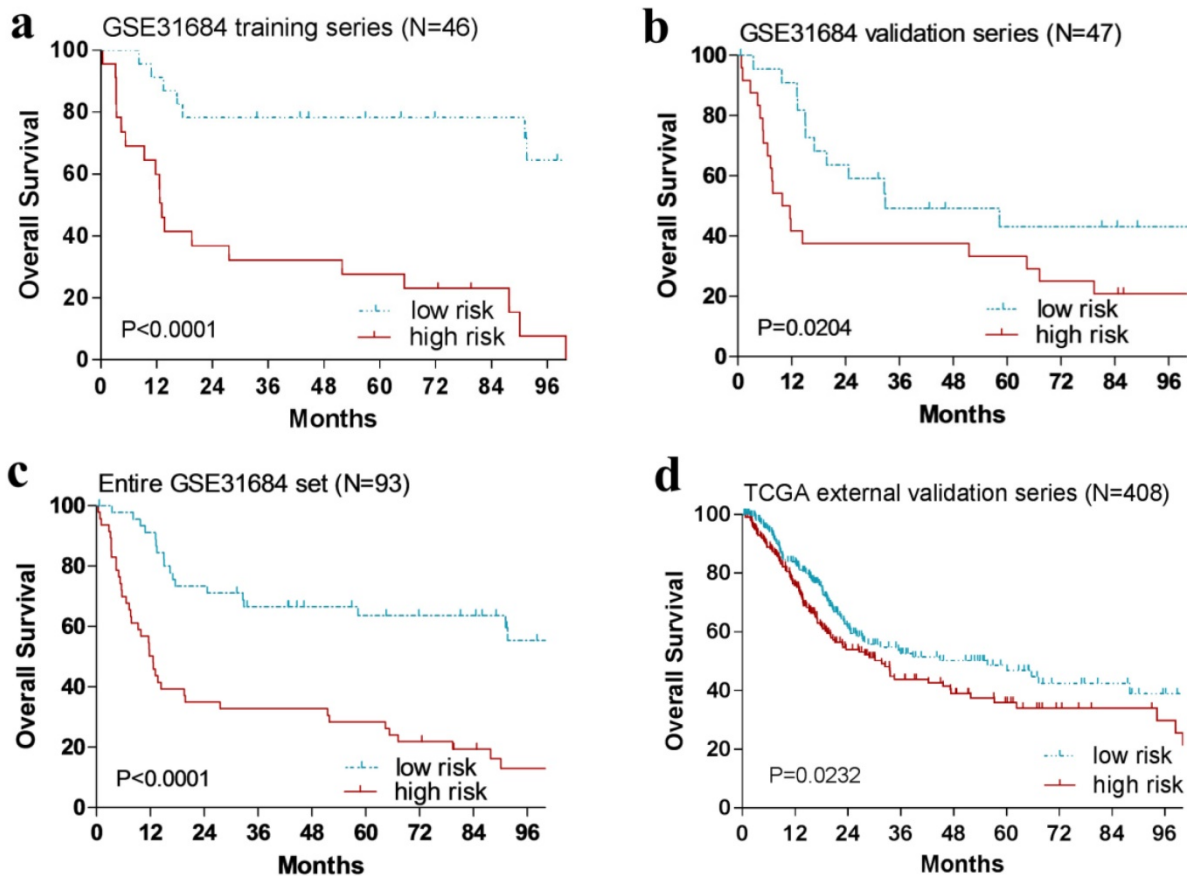 a
GSE31684 training series (N=46)
Overall Survival
100
80
60
40
20
0
low risk
high risk
P<0.0001
0 12 24 36 48 60 72 84 96
Months
b
GSE31684 validation series (N=47)
Overall Survival
100
80
60
40
20
0
low risk
high risk
P=0.0204
0 12 24 36 48 60 72 84 96
Months
c
Entire GSE31684 set (N=93)
Overall Survival
100
80
60
40
20
0
low risk
high risk
P<0.0001
0 12 24 36 48 60 72 84 96
Months
d
TCGA external validation series (N=408)
Overall Survival
100
80
60
40
20
0
low risk
high risk
P=0.0232
0 12 24 36 48 60 72 84 96
Months